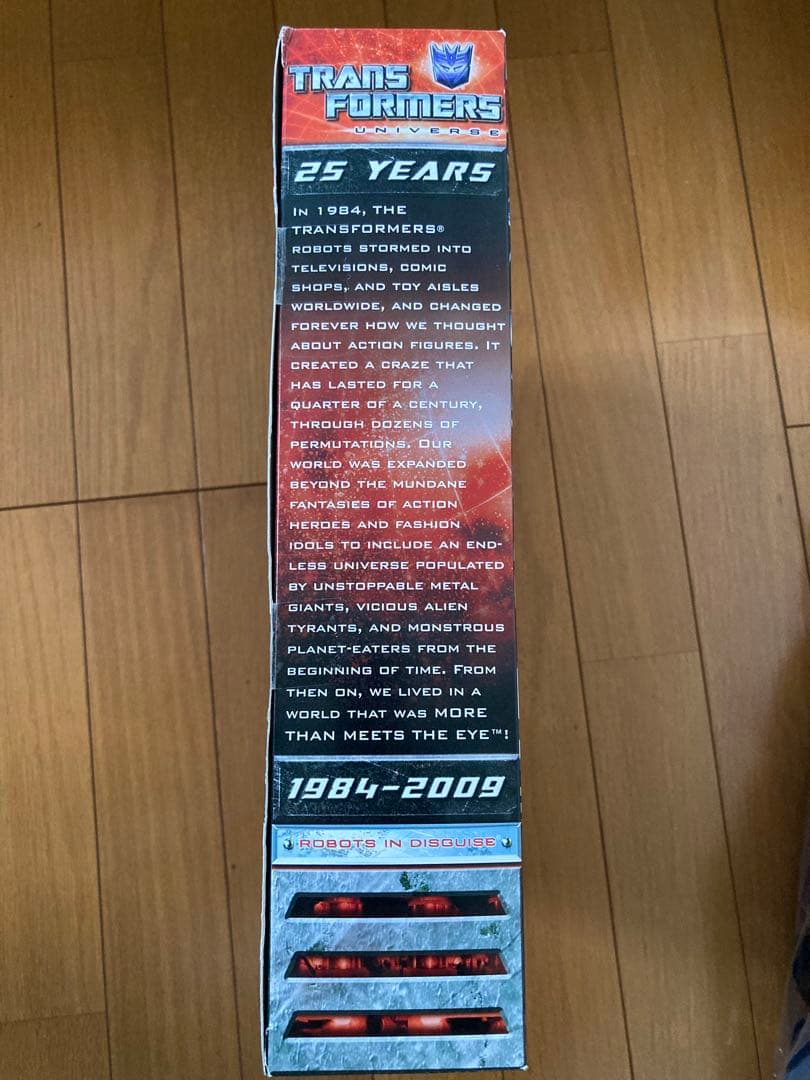 TRANS
FORMERS
UNIVERSE
25 YEARS
IN 1984, THE
TRANSFORMERS®
ROBOTS STORMED INTO
TELEVISIONS, COMIC
SHOPS, AND TOY AISLES
WORLDWIDE, AND CHANGED
FOREVER HOW WE THOUGHT
ABOUT ACTION FIGURES. IT
CREATED A CRAZE THAT
HAS LASTED FOR A
QUARTER OF A CENTURY,
THROUGH DOZENS OF
PERMUTATIONS. OUR
WORLD WAS EXPANDED
BEYOND THE MUNDANE
FANTASIES OF ACTION
HEROES AND FASHION
IDOLS TO INCLUDE AN END-
LESS UNIVERSE POPULATED
BY UNSTOPPABLE METAL
GIANTS, VICIOUS ALIEN
TYRANTS, AND MONSTROUS
PLANET-EATERS FROM THE
BEGINNING OF TIME. FROM
THEN ON, WE LIVED IN A
WORLD THAT WAS MORE
THAN MEETS THE EYE™!
1984-2009
ROBOTS IN DISGUISE